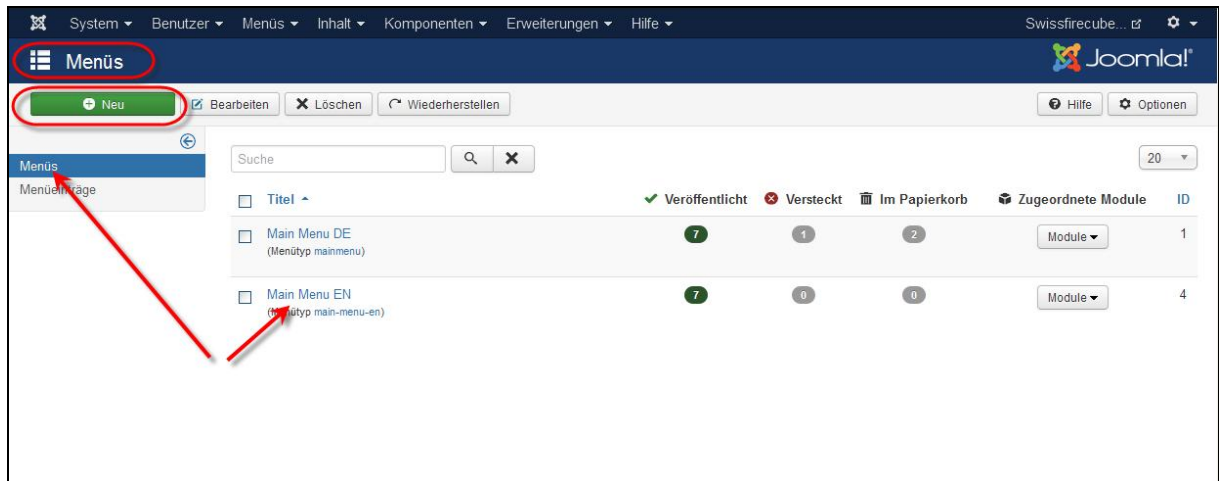 System Benutzer Menüs Inhalt Komponenten Erweiterungen Hilfe Swissfirecube...
Menüs Joomla!®
Neu Bearbeiten Löschen Wiederherstellen Hilfe Optionen
Menüs
Menüeinträge
Suche 20
Titel Veröffentlicht Versteckt Im Papierkorb Zugeordnete Module ID
Main Menu DE 7 1 2 Module 1
(Menütyp mainmenu)
Main Menu EN 7 0 0 Module 4
(Menütyp main-menu-en)